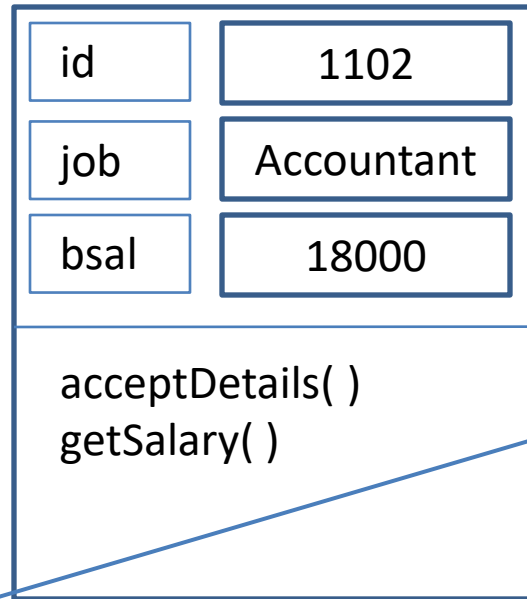 id 1102
job Accountant
bsal 18000
acceptDetails( )
getSalary( )